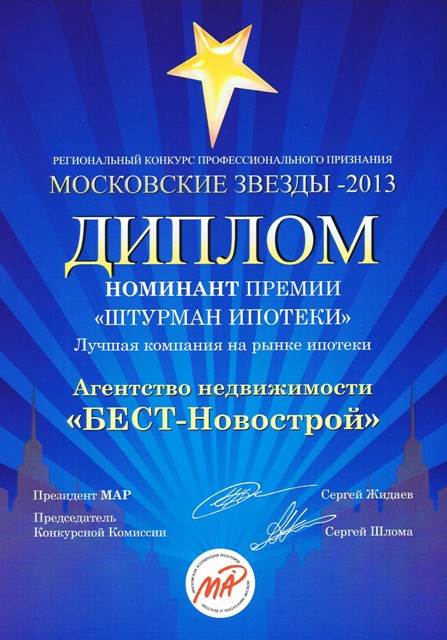 РЕГИОНАЛЬНЫЙ КОНКУРС ПРОФЕССИОНАЛЬНОГО ПРИЗНАНИЯ
МОСКОВСКИЕ ЗВЕЗДЫ -2013
ДИПЛОМ
НОМИНАНТ ПРЕМИИ
«ШТУРМАН ИПОТЕКИ»
Лучшая компания на рынке ипотеки
Агентство недвижимости
«БЕСТ-Новострой»
Президент МАР
Сергей Жидаев
Председатель
Конкурсной Комиссии
Сергей Шлома
МАР